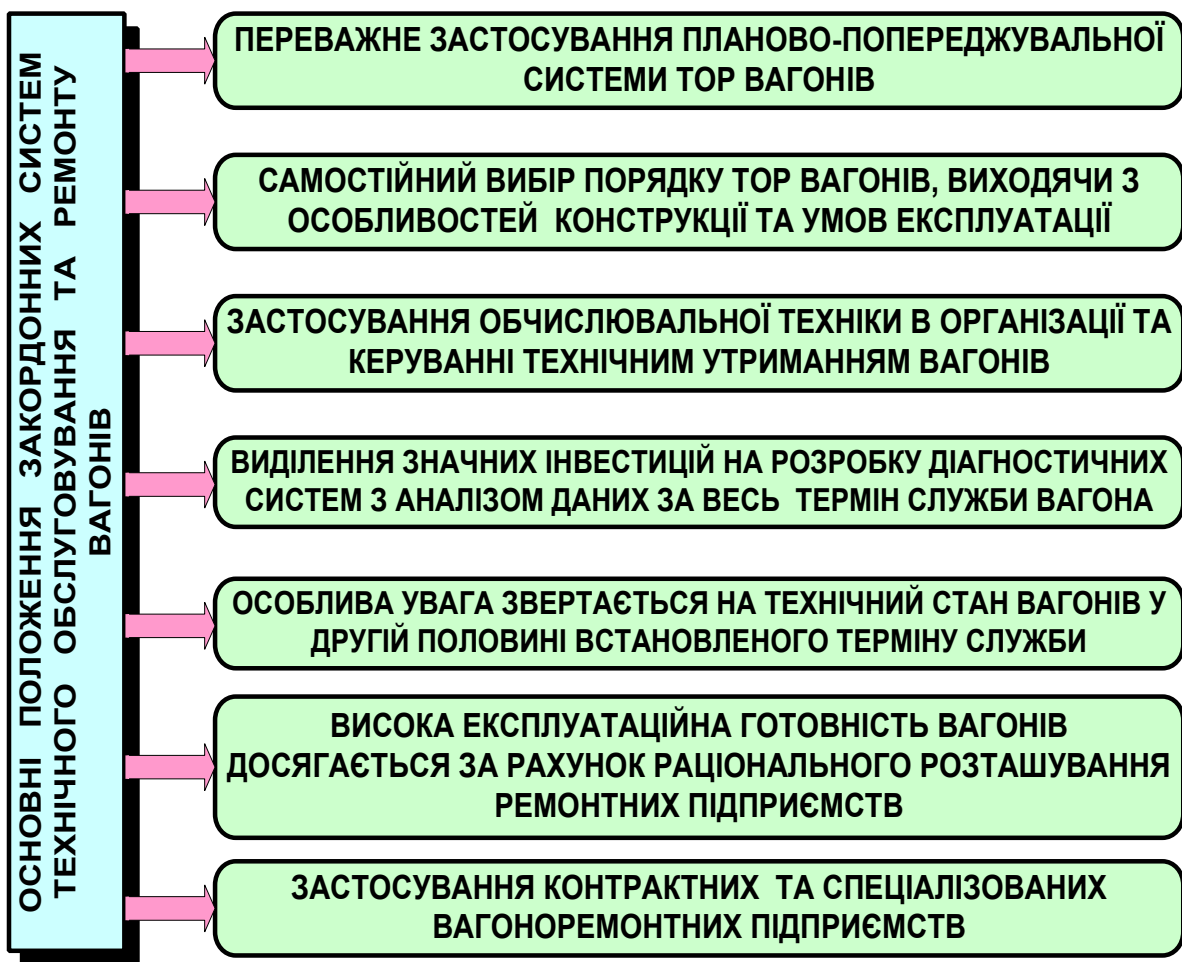 ОСНОВНІ ПОЛОЖЕННЯ ЗАКОРДОННИХ СИСТЕМ
ТЕХНІЧНОГО ОБСЛУГОВУВАННЯ ТА РЕМОНТУ
ВАГОНІВ
ПЕРЕВАЖНЕ ЗАСТОСУВАННЯ ПЛАНОВО-ПОПЕРЕДЖУВАЛЬНОЇ
СИСТЕМИ ТОР ВАГОНІВ
САМОСТІЙНИЙ ВИБІР ПОРЯДКУ ТОР ВАГОНІВ, ВИХОДЯЧИ З
ОСОБЛИВОСТЕЙ КОНСТРУКЦІЇ ТА УМОВ ЕКСПЛУАТАЦІЇ
ЗАСТОСУВАННЯ ОБЧИСЛЮВАЛЬНОЇ ТЕХНІКИ В ОРГАНІЗАЦІЇ ТА
КЕРУВАННІ ТЕХНІЧНИМ УТРИМАННЯМ ВАГОНІВ
ВИДІЛЕННЯ ЗНАЧНИХ ІНВЕСТИЦІЙ НА РОЗРОБКУ ДІАГНОСТИЧНИХ
СИСТЕМ З АНАЛІЗОМ ДАНИХ ЗА ВЕСЬ ТЕРМІН СЛУЖБИ ВАГОНА
ОСОБЛИВА УВАГА ЗВЕРТАЄТЬСЯ НА ТЕХНІЧНИЙ СТАН ВАГОНІВ У
ДРУГІЙ ПОЛОВИНІ ВСТАНОВЛЕНОГО ТЕРМІНУ СЛУЖБИ
ВИСОКА ЕКСПЛУАТАЦІЙНА ГОТОВНІСТЬ ВАГОНІВ
ДОСЯГАЄТЬСЯ ЗА РАХУНОК РАЦІОНАЛЬНОГО РОЗТАШУВАННЯ
РЕМОНТНИХ ПІДПРИЄМСТВ
ЗАСТОСУВАННЯ КОНТРАКТНИХ ТА СПЕЦІАЛІЗОВАНИХ
ВАГОНОРЕМОНТНИХ ПІДПРИЄМСТВ